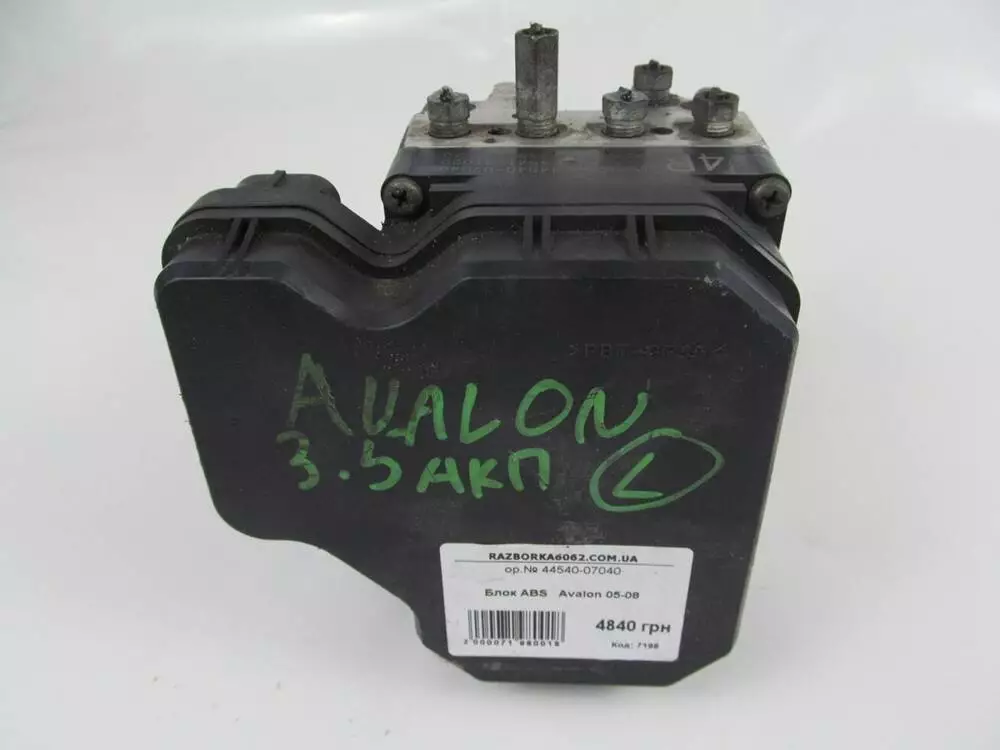 4R
AVALON
3.5 АКП L
RAZBORKA6062.COM.UA
ор.№ 44540-07040
Блок ABS Avalon 05-08
4840 грн
Код: 7198